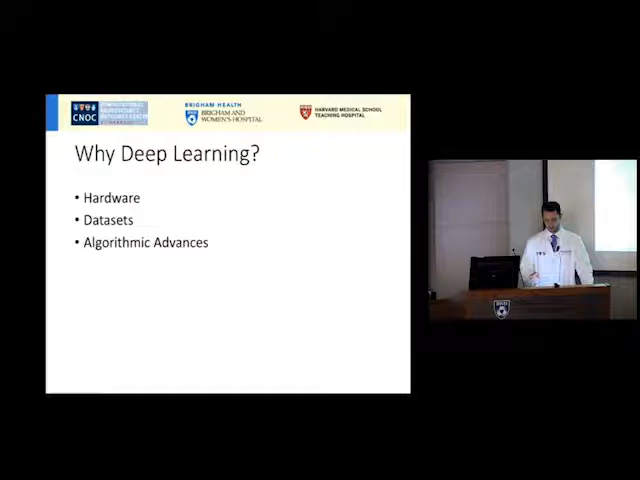 CNOC
BRIGHAM HEALTH
BRIGHAM AND
WOMEN'S HOSPITAL
HARVARD MEDICAL SCHOOL
TEACHING HOSPITAL
Why Deep Learning?
• Hardware
• Datasets
• Algorithmic Advances